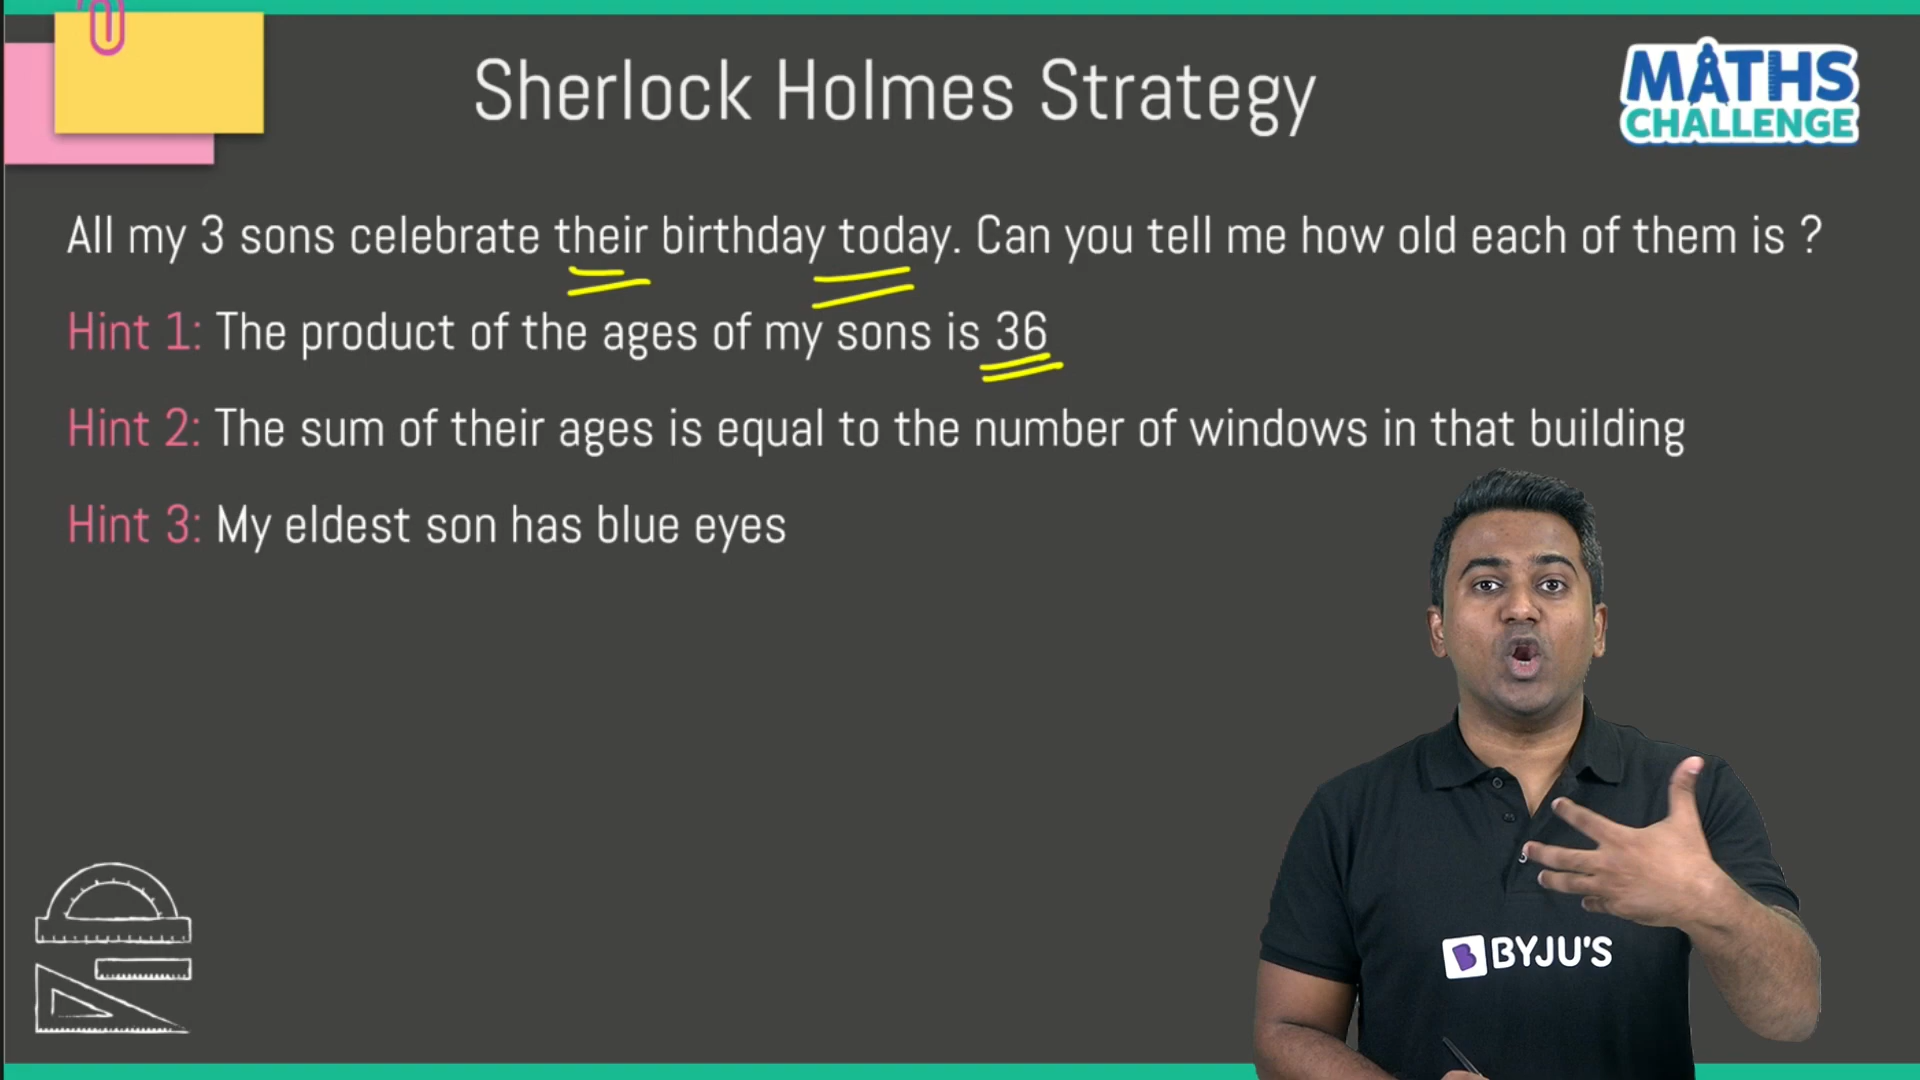 Sherlock Holmes Strategy
MATHS
CHALLENGE
All my 3 sons celebrate their birthday today. Can you tell me how old each of them is ?
Hint 1: The product of the ages of my sons is 36
Hint 2: The sum of their ages is equal to the number of windows in that building
Hint 3: My eldest son has blue eyes
B BYJU'S